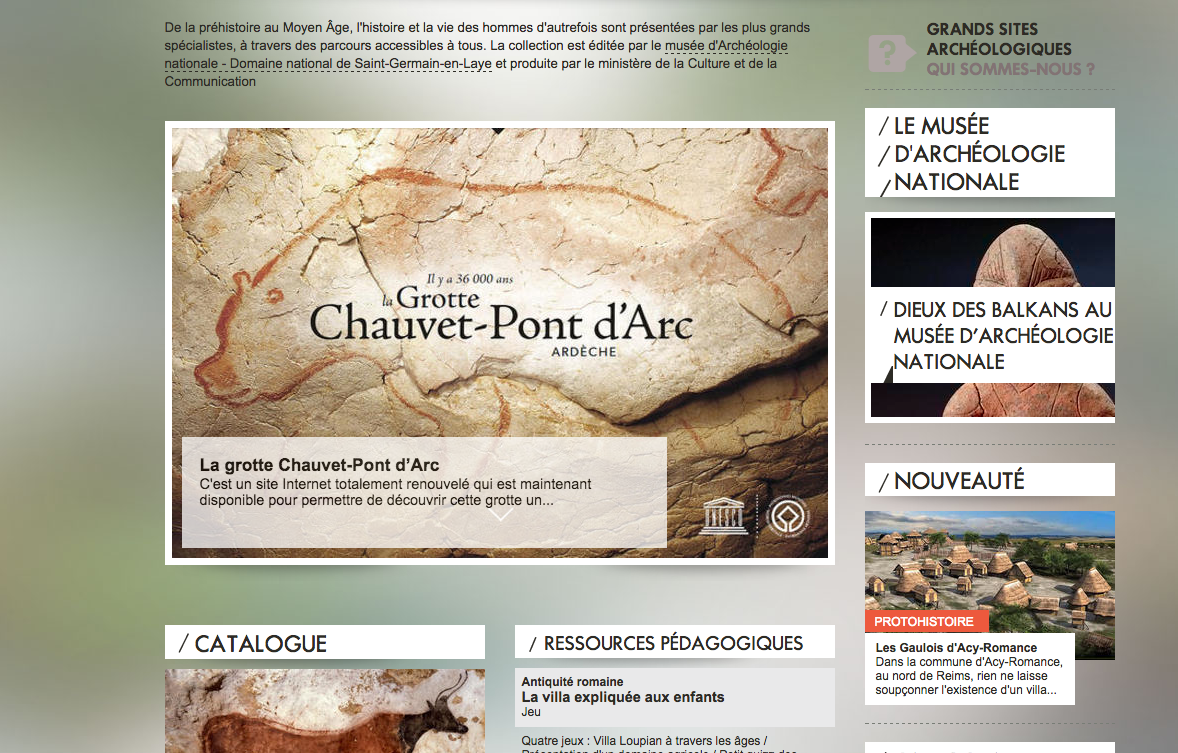 De la préhistoire au Moyen Âge, l'histoire et la vie des hommes d'autrefois sont présentées par les plus grands
spécialistes, à travers des parcours accessibles à tous. La collection est éditée par le musée d'Archéologie
nationale - Domaine national de Saint-Germain-en-Laye et produite par le ministère de la Culture et de la
Communication
Il y a 36 000 ans
la Grotte
Chauvet-Pont d'Arc
ARDÈCHE
La grotte Chauvet-Pont d’Arc
C'est un site Internet totalement renouvelé qui est maintenant
disponible pour permettre de découvrir cette grotte un...
/ CATALOGUE
/ RESSOURCES PÉDAGOGIQUES
Antiquité romaine
La villa expliquée aux enfants
Jeu
Quatre jeux : Villa Loupian à travers les âges /
?
GRANDS SITES
ARCHÉOLOGIQUES
QUI SOMMES-NOUS ?
/ LE MUSÉE
/ D'ARCHÉOLOGIE
/ NATIONALE
/ DIEUX DES BALKANS AU
MUSÉE D’ARCHÉOLOGIE
NATIONALE
/ NOUVEAUTÉ
PROTOHISTOIRE
Les Gaulois d'Acy-Romance
Dans la commune d'Acy-Romance,
au nord de Reims, rien ne laisse
soupçonner l'existence d'un villa...